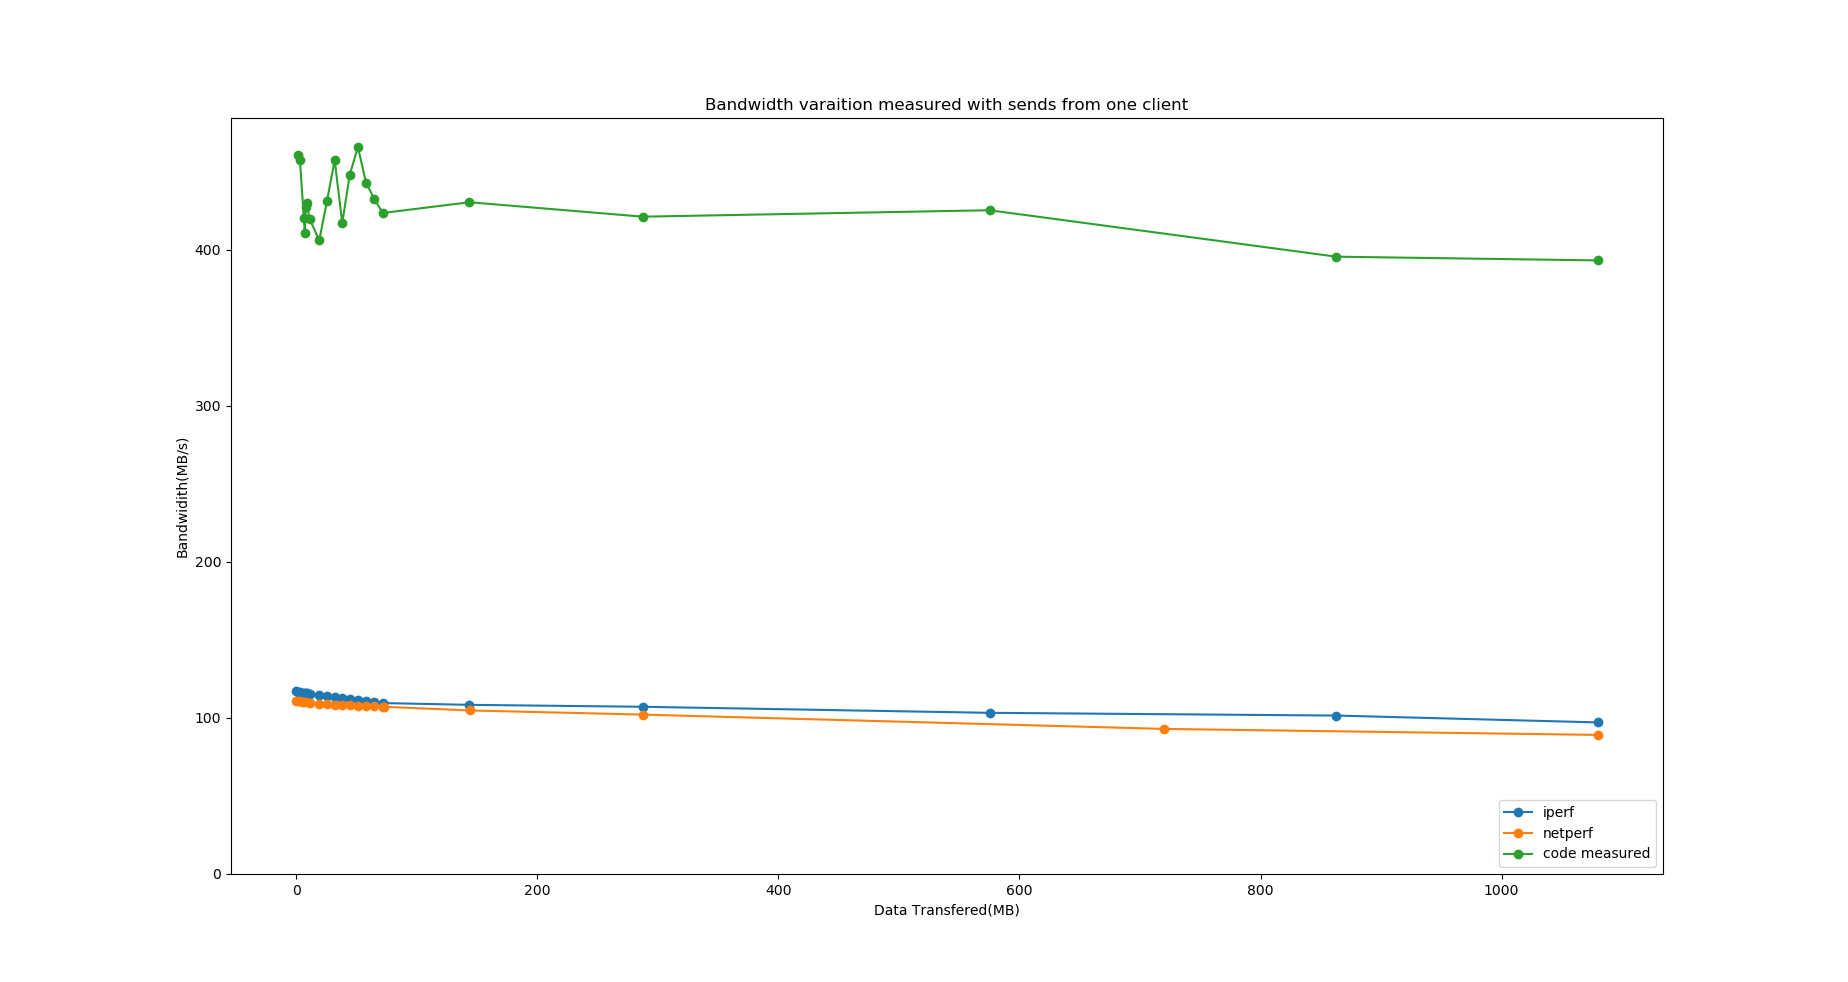 Bandwidth varaition measured with sends from one client
Bandwidith(MB/s)
400
300
200
100
0
0 200 400 600 800 1000
Data Transfered(MB)
iperf
netperf
code measured